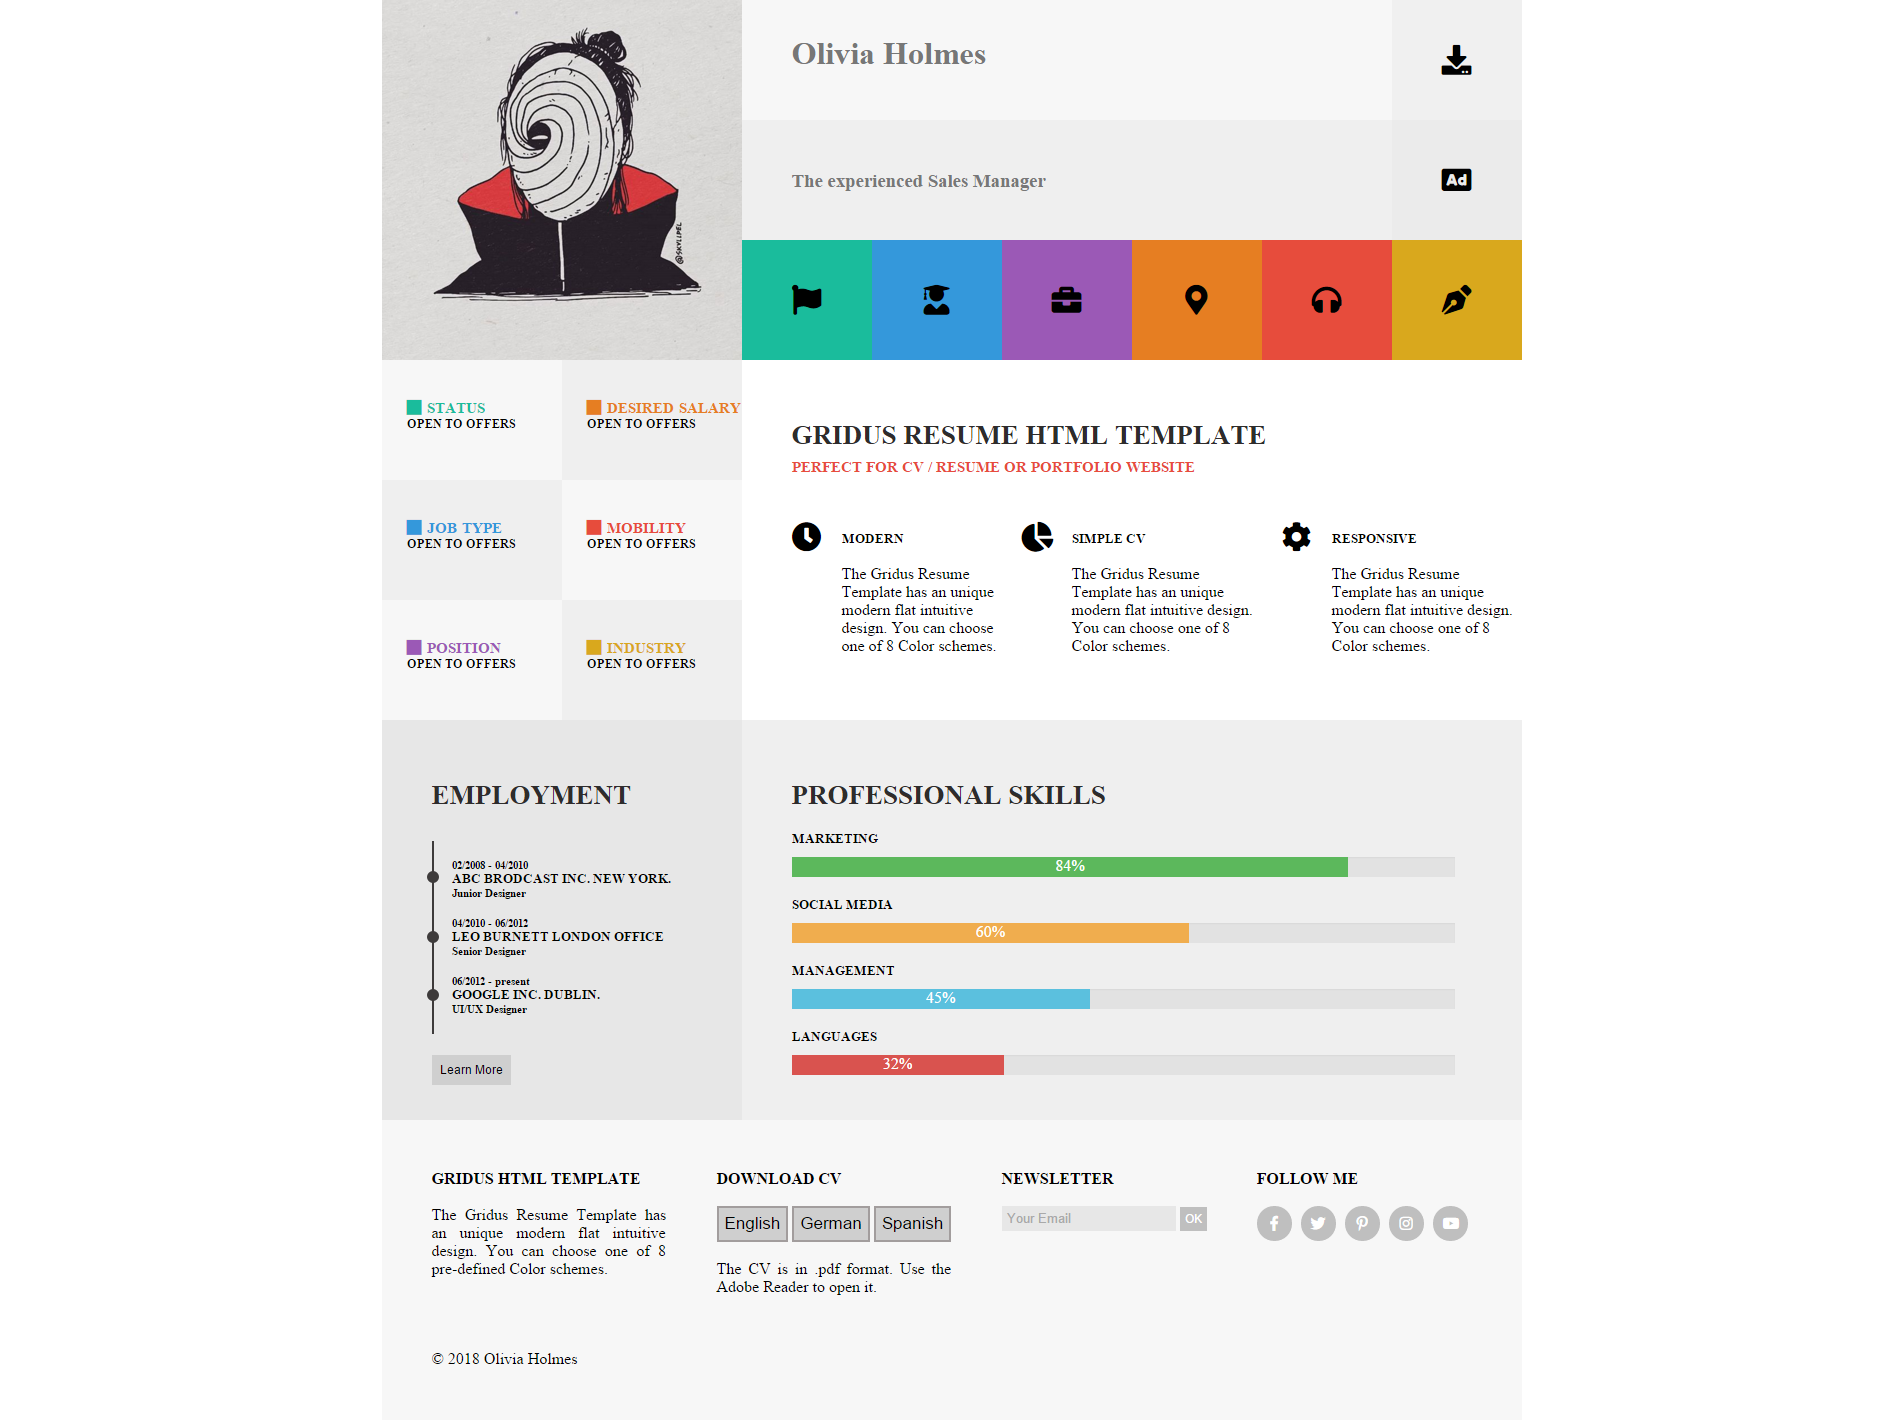 @SKYLLPEL
Olivia Holmes
The experienced Sales Manager
Ad
STATUS
OPEN TO OFFERS
DESIRED SALARY
OPEN TO OFFERS
JOB TYPE
OPEN TO OFFERS
MOBILITY
OPEN TO OFFERS
POSITION
OPEN TO OFFERS
INDUSTRY
OPEN TO OFFERS
GRIDUS RESUME HTML TEMPLATE
PERFECT FOR CV / RESUME OR PORTFOLIO WEBSITE
MODERN
The Gridus Resume
Template has an unique
modern flat intuitive
design. You can choose
one of 8 Color schemes.
SIMPLE CV
The Gridus Resume
Template has an unique
modern flat intuitive design.
You can choose one of 8
Color schemes.
RESPONSIVE
The Gridus Resume
Template has an unique
modern flat intuitive design.
You can choose one of 8
Color schemes.
EMPLOYMENT
02/2008 - 04/2010
ABC BRODCAST INC. NEW YORK.
Junior Designer
04/2010 - 06/2012
LEO BURNETT LONDON OFFICE
Senior Designer
06/2012 - present
GOOGLE INC. DUBLIN.
UI/UX Designer
Learn More
PROFESSIONAL SKILLS
MARKETING
84%
SOCIAL MEDIA
60%
MANAGEMENT
45%
LANGUAGES
32%
GRIDUS HTML TEMPLATE
The Gridus Resume Template has
an unique modern flat intuitive
design. You can choose one of 8
pre-defined Color schemes.
DOWNLOAD CV
English German Spanish
The CV is in .pdf format. Use the
Adobe Reader to open it.
NEWSLETTER
Your Email OK
FOLLOW ME
© 2018 Olivia Holmes